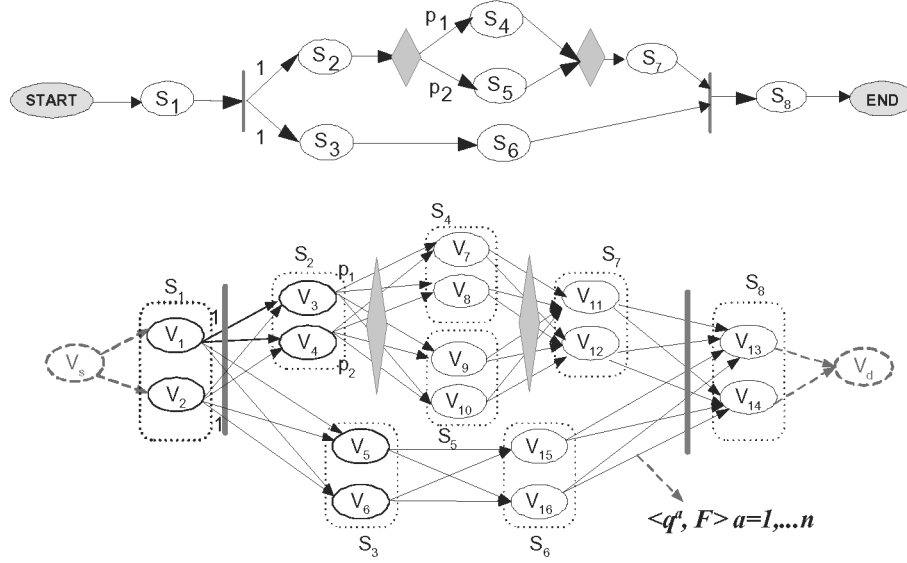 START
S1
1
1
S2
S3
p1
p2
S4
S5
S6
S7
S8
END
S1
S2
S4
S7
S8
Vs
V1
V2
1
1
V3
V4
p1
p2
V7
V8
V9
V10
S5
V11
V12
V13
V14
Vd
V5
V6
S3
V15
V16
S6
<q^a, F> a=1,...n